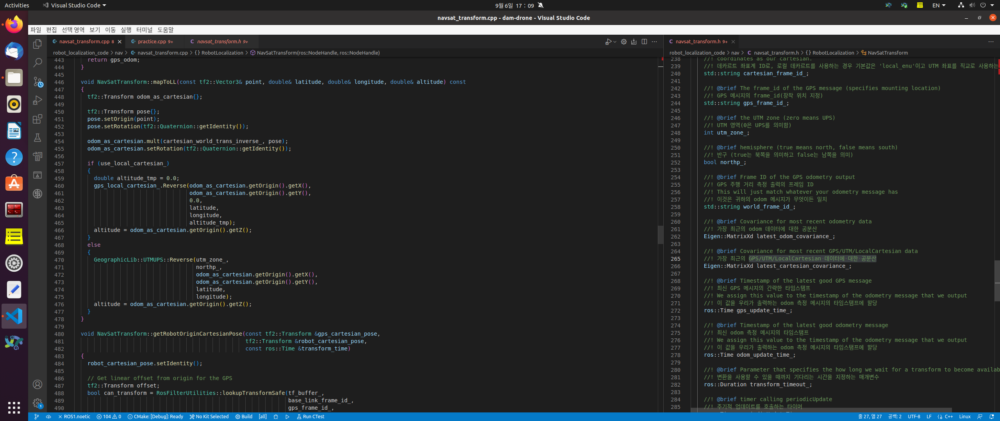 Activities
Visual Studio Code
9월 6일 17：09
EN
navsat_transform.cpp - dam-drone - Visual Studio Code
파일 편집 선택 영역 보기 이동 실행 터미널 도움말
navsat_transform.cpp 8
practice.cpp 9+
navsat_transform.h 9+
robot_localization_code > nav > navsat_transform.cpp > {} RobotLocalization > NavSatTransform(ros::NodeHandle, ros::NodeHandle)
443 return gps_odom;
444 }
445
446 void NavSatTransform::mapToLL(const tf2::Vector3& point, double& latitude, double& longitude, double& altitude) const
447 {
448 tf2::Transform odom_as_cartesian{};
449
450 tf2::Transform pose{};
451 pose.setOrigin(point);
452 pose.setRotation(tf2::Quaternion::getIdentity());
453
454 odom_as_cartesian.mult(cartesian_world_trans_inverse_, pose);
455 odom_as_cartesian.setRotation(tf2::Quaternion::getIdentity());
456
457 if (use_local_cartesian_)
458 {
459 double altitude_tmp = 0.0;
460 gps_local_cartesian_.Reverse(odom_as_cartesian.getOrigin().getX(),
461 odom_as_cartesian.getOrigin().getY(),
462 0.0,
463 latitude,
464 longitude,
465 altitude_tmp);
466 altitude = odom_as_cartesian.getOrigin().getZ();
467 }
468 else
469 {
470 GeographicLib::UTMUPS::Reverse(utm_zone_,
471 northp_,
472 odom_as_cartesian.getOrigin().getX(),
473 odom_as_cartesian.getOrigin().getY(),
474 latitude,
475 longitude);
476 altitude = odom_as_cartesian.getOrigin().getZ();
477 }
478 }
479
480 void NavSatTransform::getRobotOriginCartesianPose(const tf2::Transform &gps_cartesian_pose,
481 tf2::Transform &robot_cartesian_pose,
482 const ros::Time &transform_time)
483 {
484 robot_cartesian_pose.setIdentity();
485
486 // Get linear offset from origin for the GPS
487 tf2::Transform offset;
488 bool can_transform = RosFilterUtilities::lookupTransformSafe(tf_buffer_,
489 base_link_frame_id_,
490 gps_frame_id_,
navsat_transform.h 9+
robot_localization_code > nav > navsat_transform.h > {} RobotLocalization > NavSatTransform
238 //! coordinates as our cartesian.
239 //! 데카르트 좌표계 ID로, 로컬 데카르트를 사용하는 경우 기본값은 'local_enu'이고 UTM 좌표를 직교로 사용하는
240 std::string cartesian_frame_id_;
241
242 //! @brief The frame_id of the GPS message (specifies mounting location)
243 //! GPS 메시지의 frame_id(장착 위치 지정)
244 std::string gps_frame_id_;
245
246 //! @brief the UTM zone (zero means UPS)
247 //! UTM 영역(0은 UPS를 의미함)
248 int utm_zone_;
249
250 //! @brief hemisphere (true means north, false means south)
251 //! 반구 (true는 북쪽을 의미하고 false는 남쪽을 의미)
252 bool northp_;
253
254 //! @brief Frame ID of the GPS odometry output
255 //! GPS 주행 거리 측정 출력의 프레임 ID
256 //! This will just match whatever your odometry message has
257 //! 이것은 귀하의 odom 메시지가 무엇이든 일치
258 std::string world_frame_id_;
259
260 //! @brief Covariance for most recent odometry data
261 //! 가장 최근의 odom 데이터에 대한 공분산
262 Eigen::MatrixXd latest_odom_covariance_;
263
264 //! @brief Covariance for most recent GPS/UTM/LocalCartesian data
265 //! 가장 최근의 GPS/UTM/LocalCartesian 데이터에 대한 공분산
266 Eigen::MatrixXd latest_cartesian_covariance_;
267
268 //! @brief Timestamp of the latest good GPS message
269 //! 최신 GPS 메시지의 간략한 타임스탬프
270 //! We assign this value to the timestamp of the odometry message that we output
271 //! 이 값을 우리가 출력하는 odom 측정 메시지의 타임스탬프에 할당
272 ros::Time gps_update_time_;
273
274 //! @brief Timestamp of the latest good odometry message
275 //! 최신 odom 측정 메시지의 타임스탬프
276 //! We assign this value to the timestamp of the odometry message that we output
277 //! 이 값을 우리가 출력하는 odom 측정 메시지의 타임스탬프에 할당
278 ros::Time odom_update_time_;
279
280 //! @brief Parameter that specifies the how long we wait for a transform to become availab
281 //! 변환을 사용할 수 있을 때까지 기다리는 시간을 지정하는 매개변수
282 ros::Duration transform_timeout_;
283
284 //! @brief timer calling periodicUpdate
285 //! 주기적 업데이트를 호출하는 타이머
ROS1.noetic 104 0 CMake: [Debug]: Ready No Kit Selected Build [all] Run CTest
줄 27, 열 27 공백: 2 UTF-8 LF C++ Linux